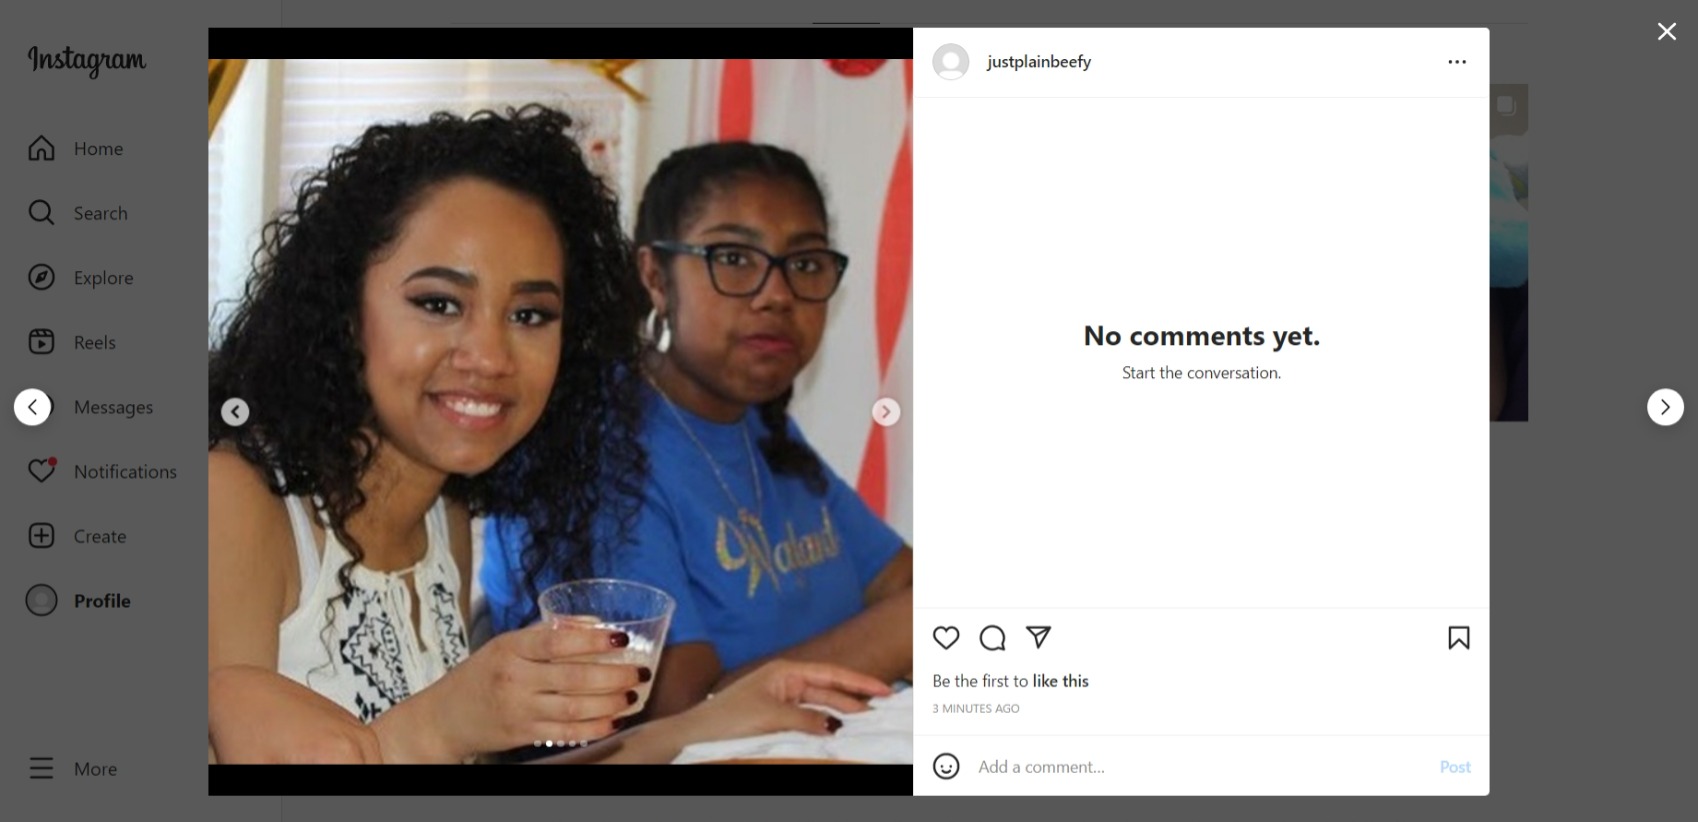 Instagram
Home
Search
Explore
Reels
Messages
Notifications
Create
Profile
More
justplainbeefy
No comments yet.
Start the conversation.
Be the first to like this
3 MINUTES AGO
Add a comment...
Post